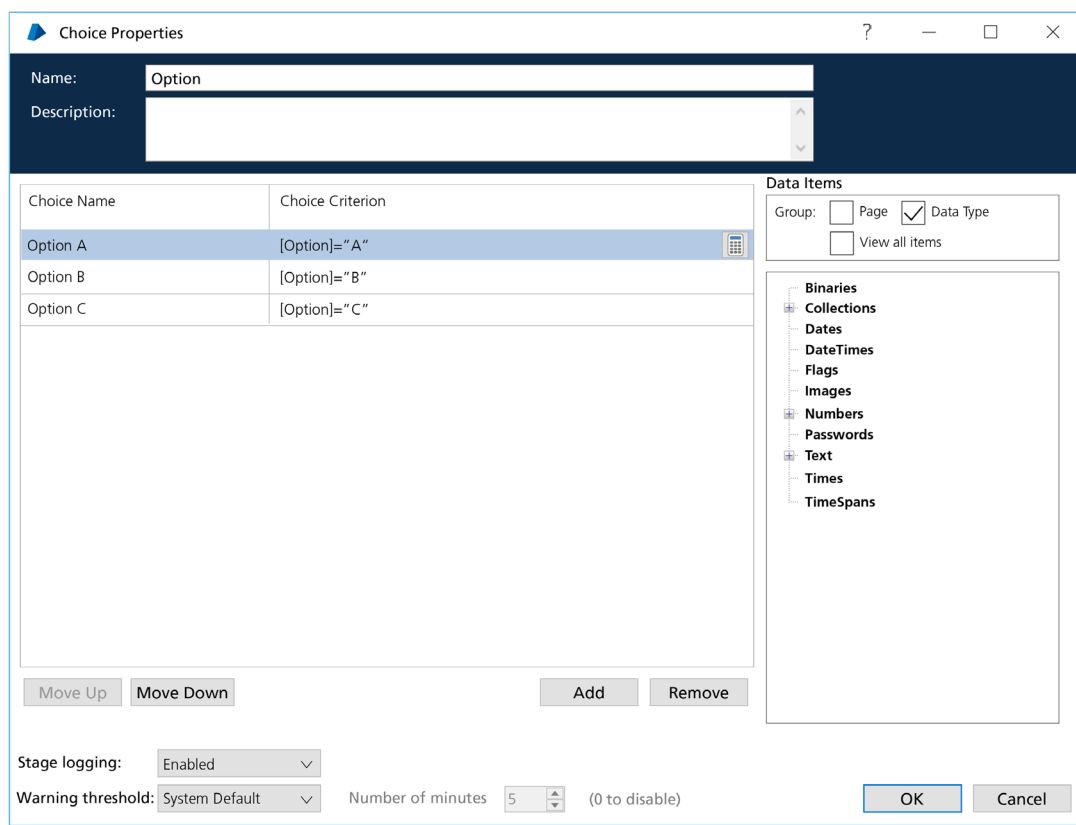 Choice Properties
?
Name: Option
Description:
Choice Name Choice Criterion
Option A [Option]=”A”
Option B [Option]=”B”
Option C [Option]=”C”
Move Up Move Down Add Remove
Data Items
Group: Page Data Type
View all items
Binaries
Collections
Dates
DateTimes
Flags
Images
Numbers
Passwords
Text
Times
TimeSpans
Stage logging: Enabled
Warning threshold: System Default Number of minutes 5 (0 to disable)
OK Cancel